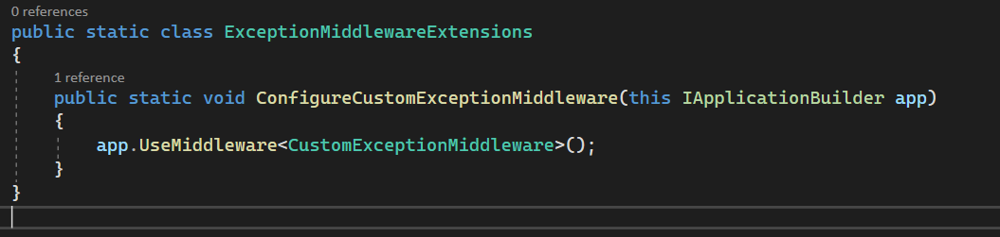 0 references
public static class ExceptionMiddlewareExtensions
{
1 reference
public static void ConfigureCustomExceptionMiddleware(this IApplicationBuilder app)
{
app.UseMiddleware<CustomExceptionMiddleware>();
}
}